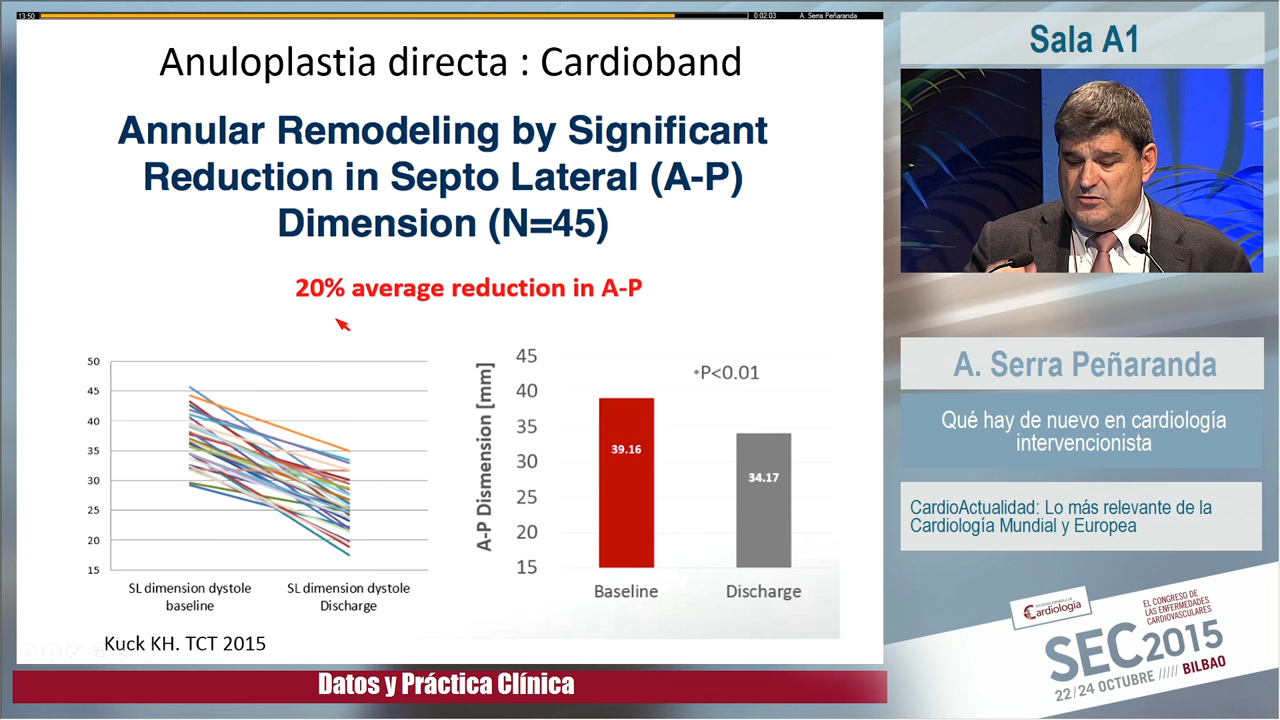 13:50
0:02:03
A. Serra Peñaranda
Anuloplastia directa : Cardioband
Annular Remodeling by Significant
Reduction in Septo Lateral (A-P)
Dimension (N=45)
20% average reduction in A-P
50
45
40
35
30
25
20
15
SL dimension dystole
baseline
SL dimension dystole
Discharge
A-P Dismension [mm]
45
40
35
30
25
20
15
*P<0.01
39.16
34.17
Baseline
Discharge
Kuck KH. TCT 2015
Datos y Práctica Clínica
Sala A1
A. Serra Peñaranda
Qué hay de nuevo en cardiología
intervencionista
CardioActualidad: Lo más relevante de la
Cardiología Mundial y Europea
SOCIEDAD ESPAÑOLA DE
Cardiología
EL CONGRESO
DE LAS ENFERMEDADES
CARDIOVASCULARES
SEC2015
22/24 OCTUBRE ///// BILBAO